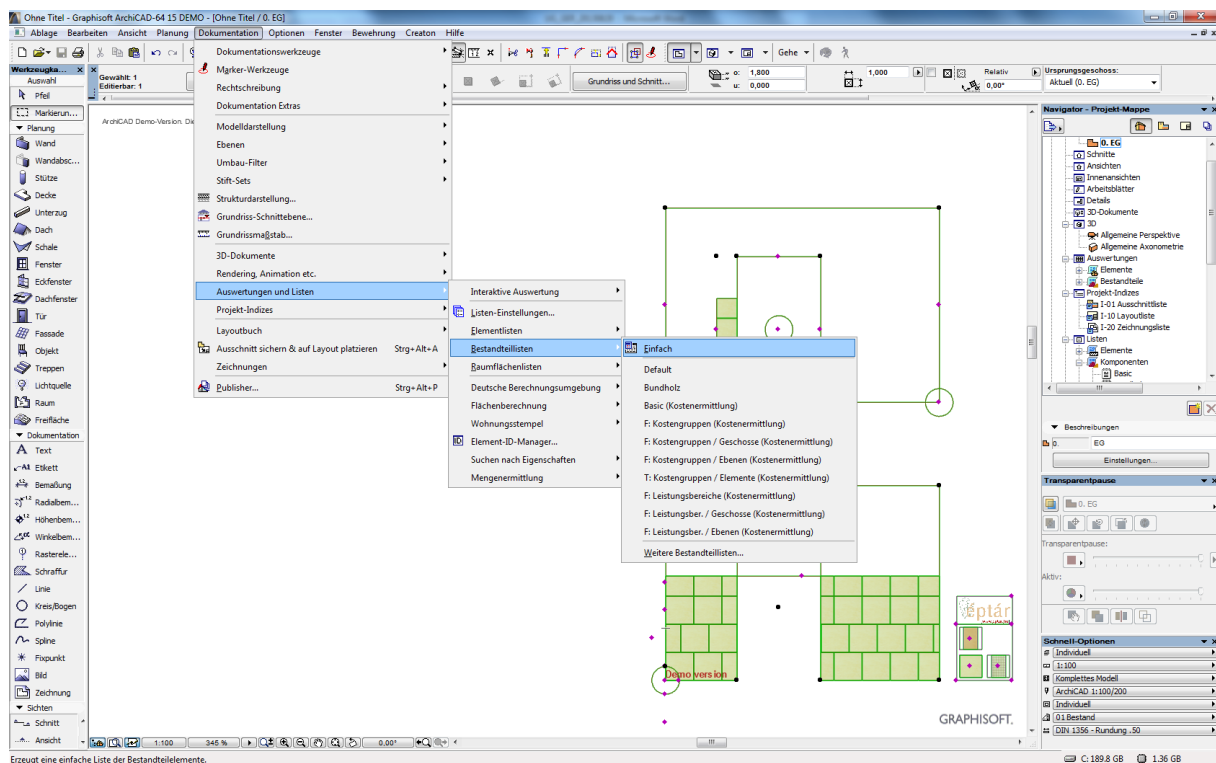 Ohne Titel - Graphisoft ArchiCAD-64 15 DEMO - [Ohne Titel / 0. EG]
Ablage Bearbeiten Ansicht Planung Dokumentation Optionen Fenster Bewehrung Creaton Hilfe
Gehe
Werkzeugka...
Auswahl
Pfeil
Markierun...
Planung
Wand
Wandabsc...
Stütze
Decke
Unterzug
Dach
Schale
Fenster
Eckfenster
Dachfenster
Tür
Fassade
Objekt
Treppen
Lichtquelle
Raum
Freifläche
Dokumentation
Text
A1 Etikett
Bemaßung
Radialbem...
Höhenbem...
Winkelbem...
Rasterele...
Schraffur
Linie
Kreis/Bogen
Polylinie
Spline
Fixpunkt
Bild
Zeichnung
Sichten
Schnitt
Ansicht
Gewählt: 1
Editierbar: 1
Grundriss und Schnitt...
o: 1,800
u: 0,000
1,000
Relativ
0,00°
Ursprungsgeschoss:
Aktuell (0. EG)
ArchiCAD Demo-Version. Di
Dokumentationswerkzeuge
Marker-Werkzeuge
Rechtschreibung
Dokumentation Extras
Modelldarstellung
Ebenen
Umbau-Filter
Stift-Sets
Strukturdarstellung...
Grundriss-Schnittebene...
Grundrissmaßstab...
3D-Dokumente
Rendering, Animation etc.
Auswertungen und Listen
Projekt-Indizes
Layoutbuch
Ausschnitt sichern & auf Layout platzieren Strg+Alt+A
Zeichnungen
Publisher... Strg+Alt+P
Interaktive Auswertung
Listen-Einstellungen...
Elementlisten
Bestandteillisten
Raumflächenlisten
Deutsche Berechnungsumgebung
Flächenberechnung
Wohnungsstempel
Element-ID-Manager...
Suchen nach Eigenschaften
Mengenermittlung
Einfach
Default
Bundholz
Basic (Kostenermittlung)
F: Kostengruppen (Kostenermittlung)
F: Kostengruppen / Geschosse (Kostenermittlung)
F: Kostengruppen / Ebenen (Kostenermittlung)
T: Kostengruppen / Elemente (Kostenermittlung)
F: Leistungsbereiche (Kostenermittlung)
F: Leistungsber. / Geschosse (Kostenermittlung)
F: Leistungsber. / Ebenen (Kostenermittlung)
Weitere Bestandteillisten...
Demo version
éptár
GRAPHISOFT.
Navigator - Projekt-Mappe
0. EG
Schnitte
Ansichten
Innenansichten
Arbeitsblätter
Details
3D-Dokumente
3D
Allgemeine Perspektive
Allgemeine Axonometrie
Auswertungen
Elemente
Bestandteile
Projekt-Indizes
I-01 Ausschnittliste
I-10 Layoutliste
I-20 Zeichnungsliste
Listen
Elemente
Komponenten
Basic
Beschreibungen
0. EG
Einstellungen...
Transparentpause
0. EG
Transparentpause:
Aktiv:
Schnell-Optionen
Individuell
1:100
Komplettes Modell
ArchiCAD 1:100/200
Individuell
01 Bestand
DIN 1356 - Rundung .50
1:100 345 % 0,00°
Erzeugt eine einfache Liste der Bestandteilelemente.
C: 189.8 GB 1.36 GB